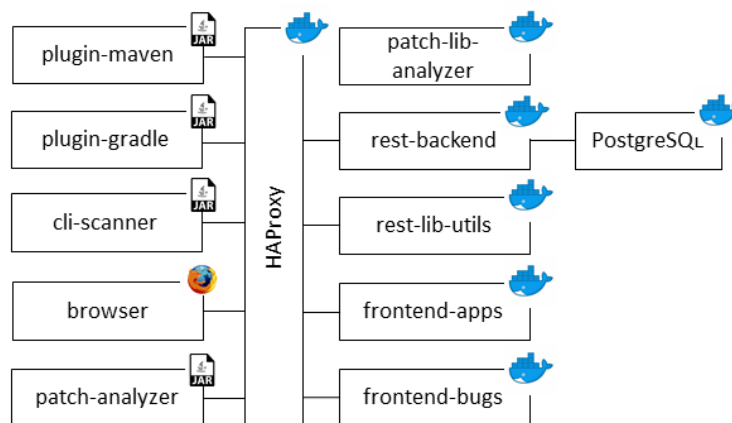 plugin-maven
JAR
plugin-gradle
JAR
cli-scanner
JAR
browser
patch-analyzer
JAR
HAProxy
patch-lib-
analyzer
rest-backend
PostgreSQL
rest-lib-utils
frontend-apps
frontend-bugs